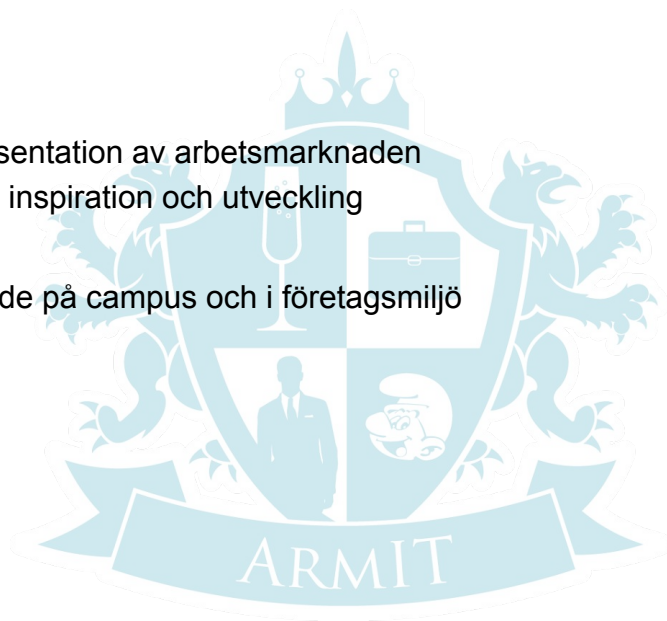 sentation av arbetsmarknaden
inspiration och utveckling
de på campus och i företagsmiljö
ARMIT